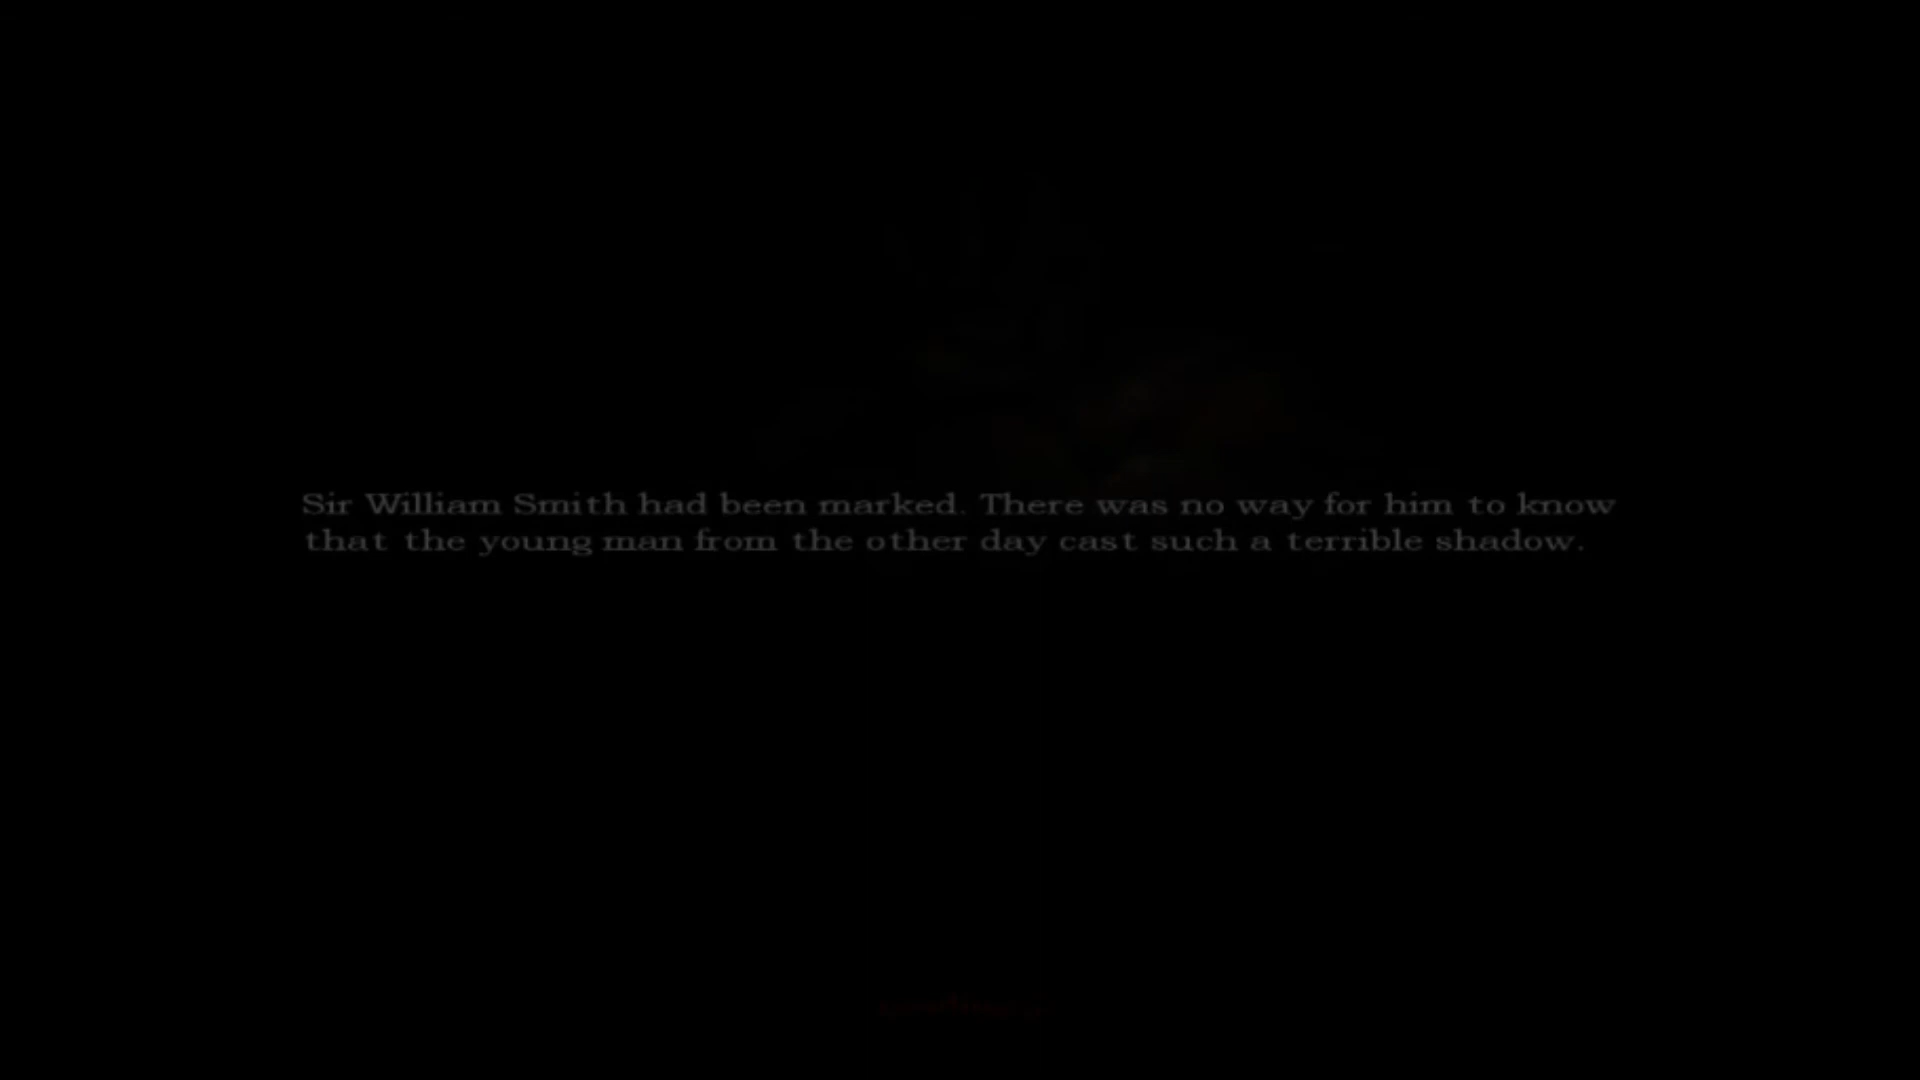 Sir William Smith had been marked. There was no way for him to know
that the young man from the other day cast such a terrible shadow.